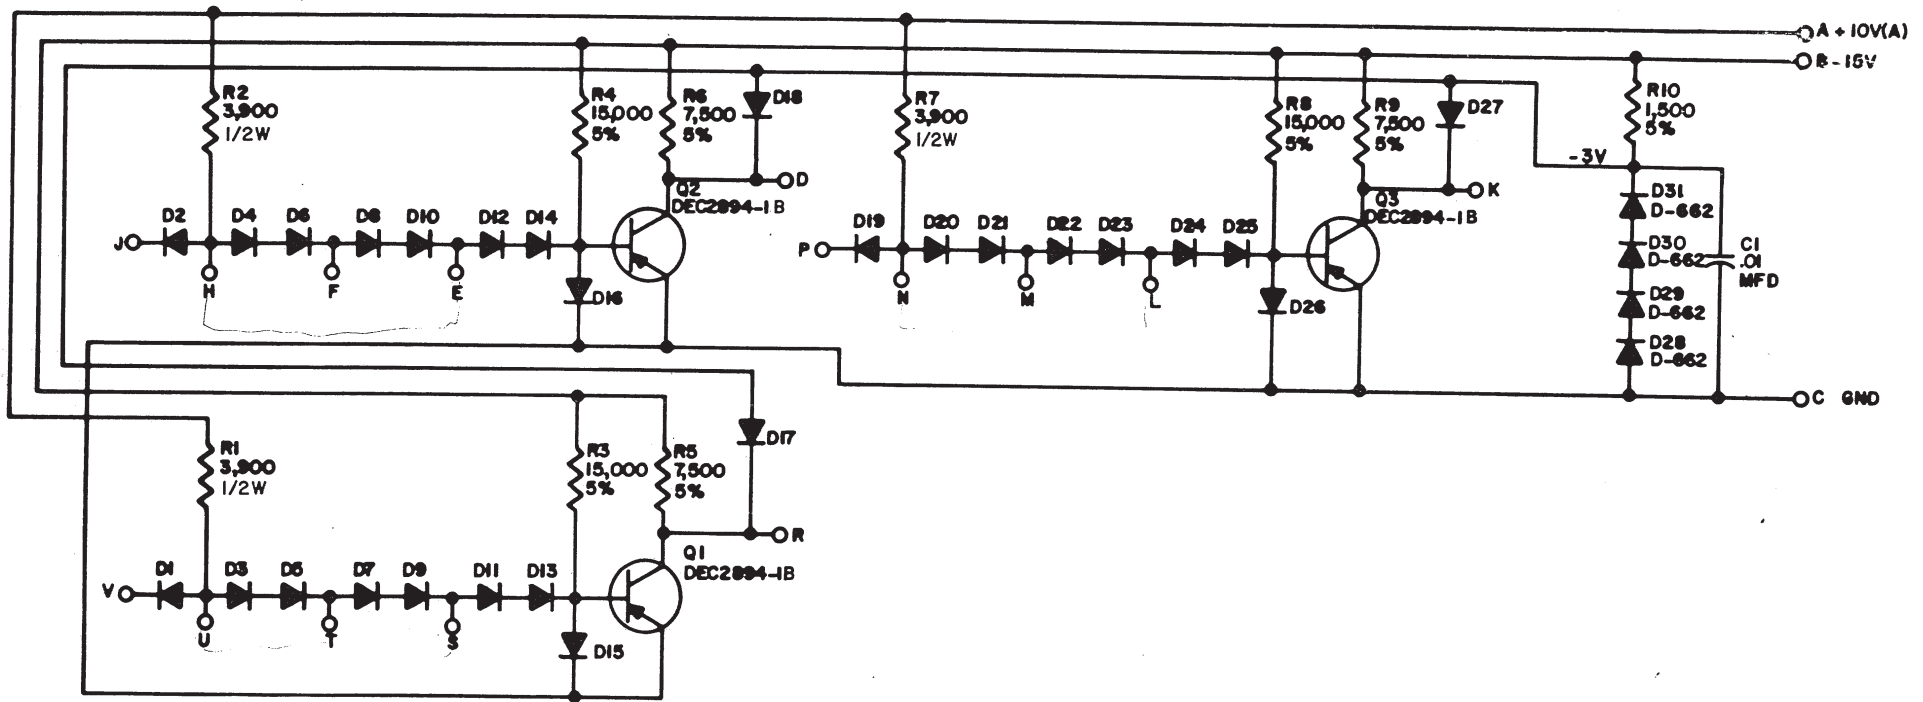 A +10V(A)
B -15V
R2
3,900
1/2W
R4
15,000
5%
R6
7,500
5%
D18
R7
3,900
1/2W
R8
15,000
5%
R9
7,500
5%
D27
R10
1,500
5%
-3V
D
K
Q2
DEC2894-1B
Q3
DEC2894-1B
J
D2
D4
D6
D8
D10
D12
D14
H
F
E
D16
P
D19
D20
D21
D22
D23
D24
D25
N
M
L
D26
D31
D-662
D30
D-662
D29
D-662
D28
D-662
C1
.01
MFD
C GND
R1
3,900
1/2W
R3
15,000
5%
R5
7,500
5%
D17
R
Q1
DEC2894-1B
V
D1
D3
D5
D7
D9
D11
D13
U
T
S
D15